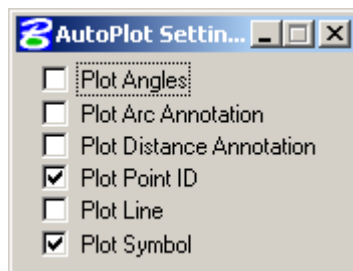 AutoPlot Settin...
Plot Angles
Plot Arc Annotation
Plot Distance Annotation
Plot Point ID
Plot Line
Plot Symbol